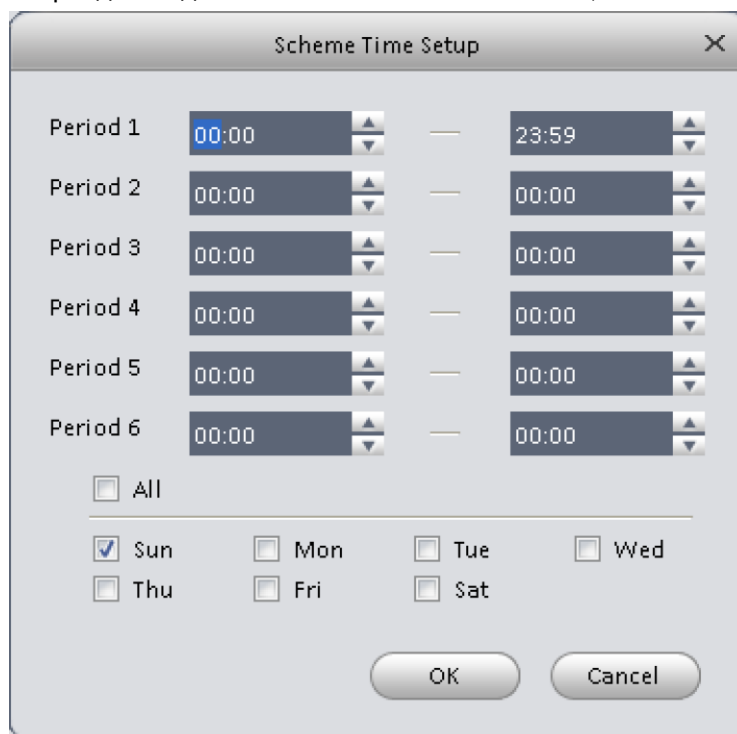 Scheme Time Setup
Period 1 00:00 — 23:59
Period 2 00:00 — 00:00
Period 3 00:00 — 00:00
Period 4 00:00 — 00:00
Period 5 00:00 — 00:00
Period 6 00:00 — 00:00
All
Sun Mon Tue Wed
Thu Fri Sat
OK Cancel